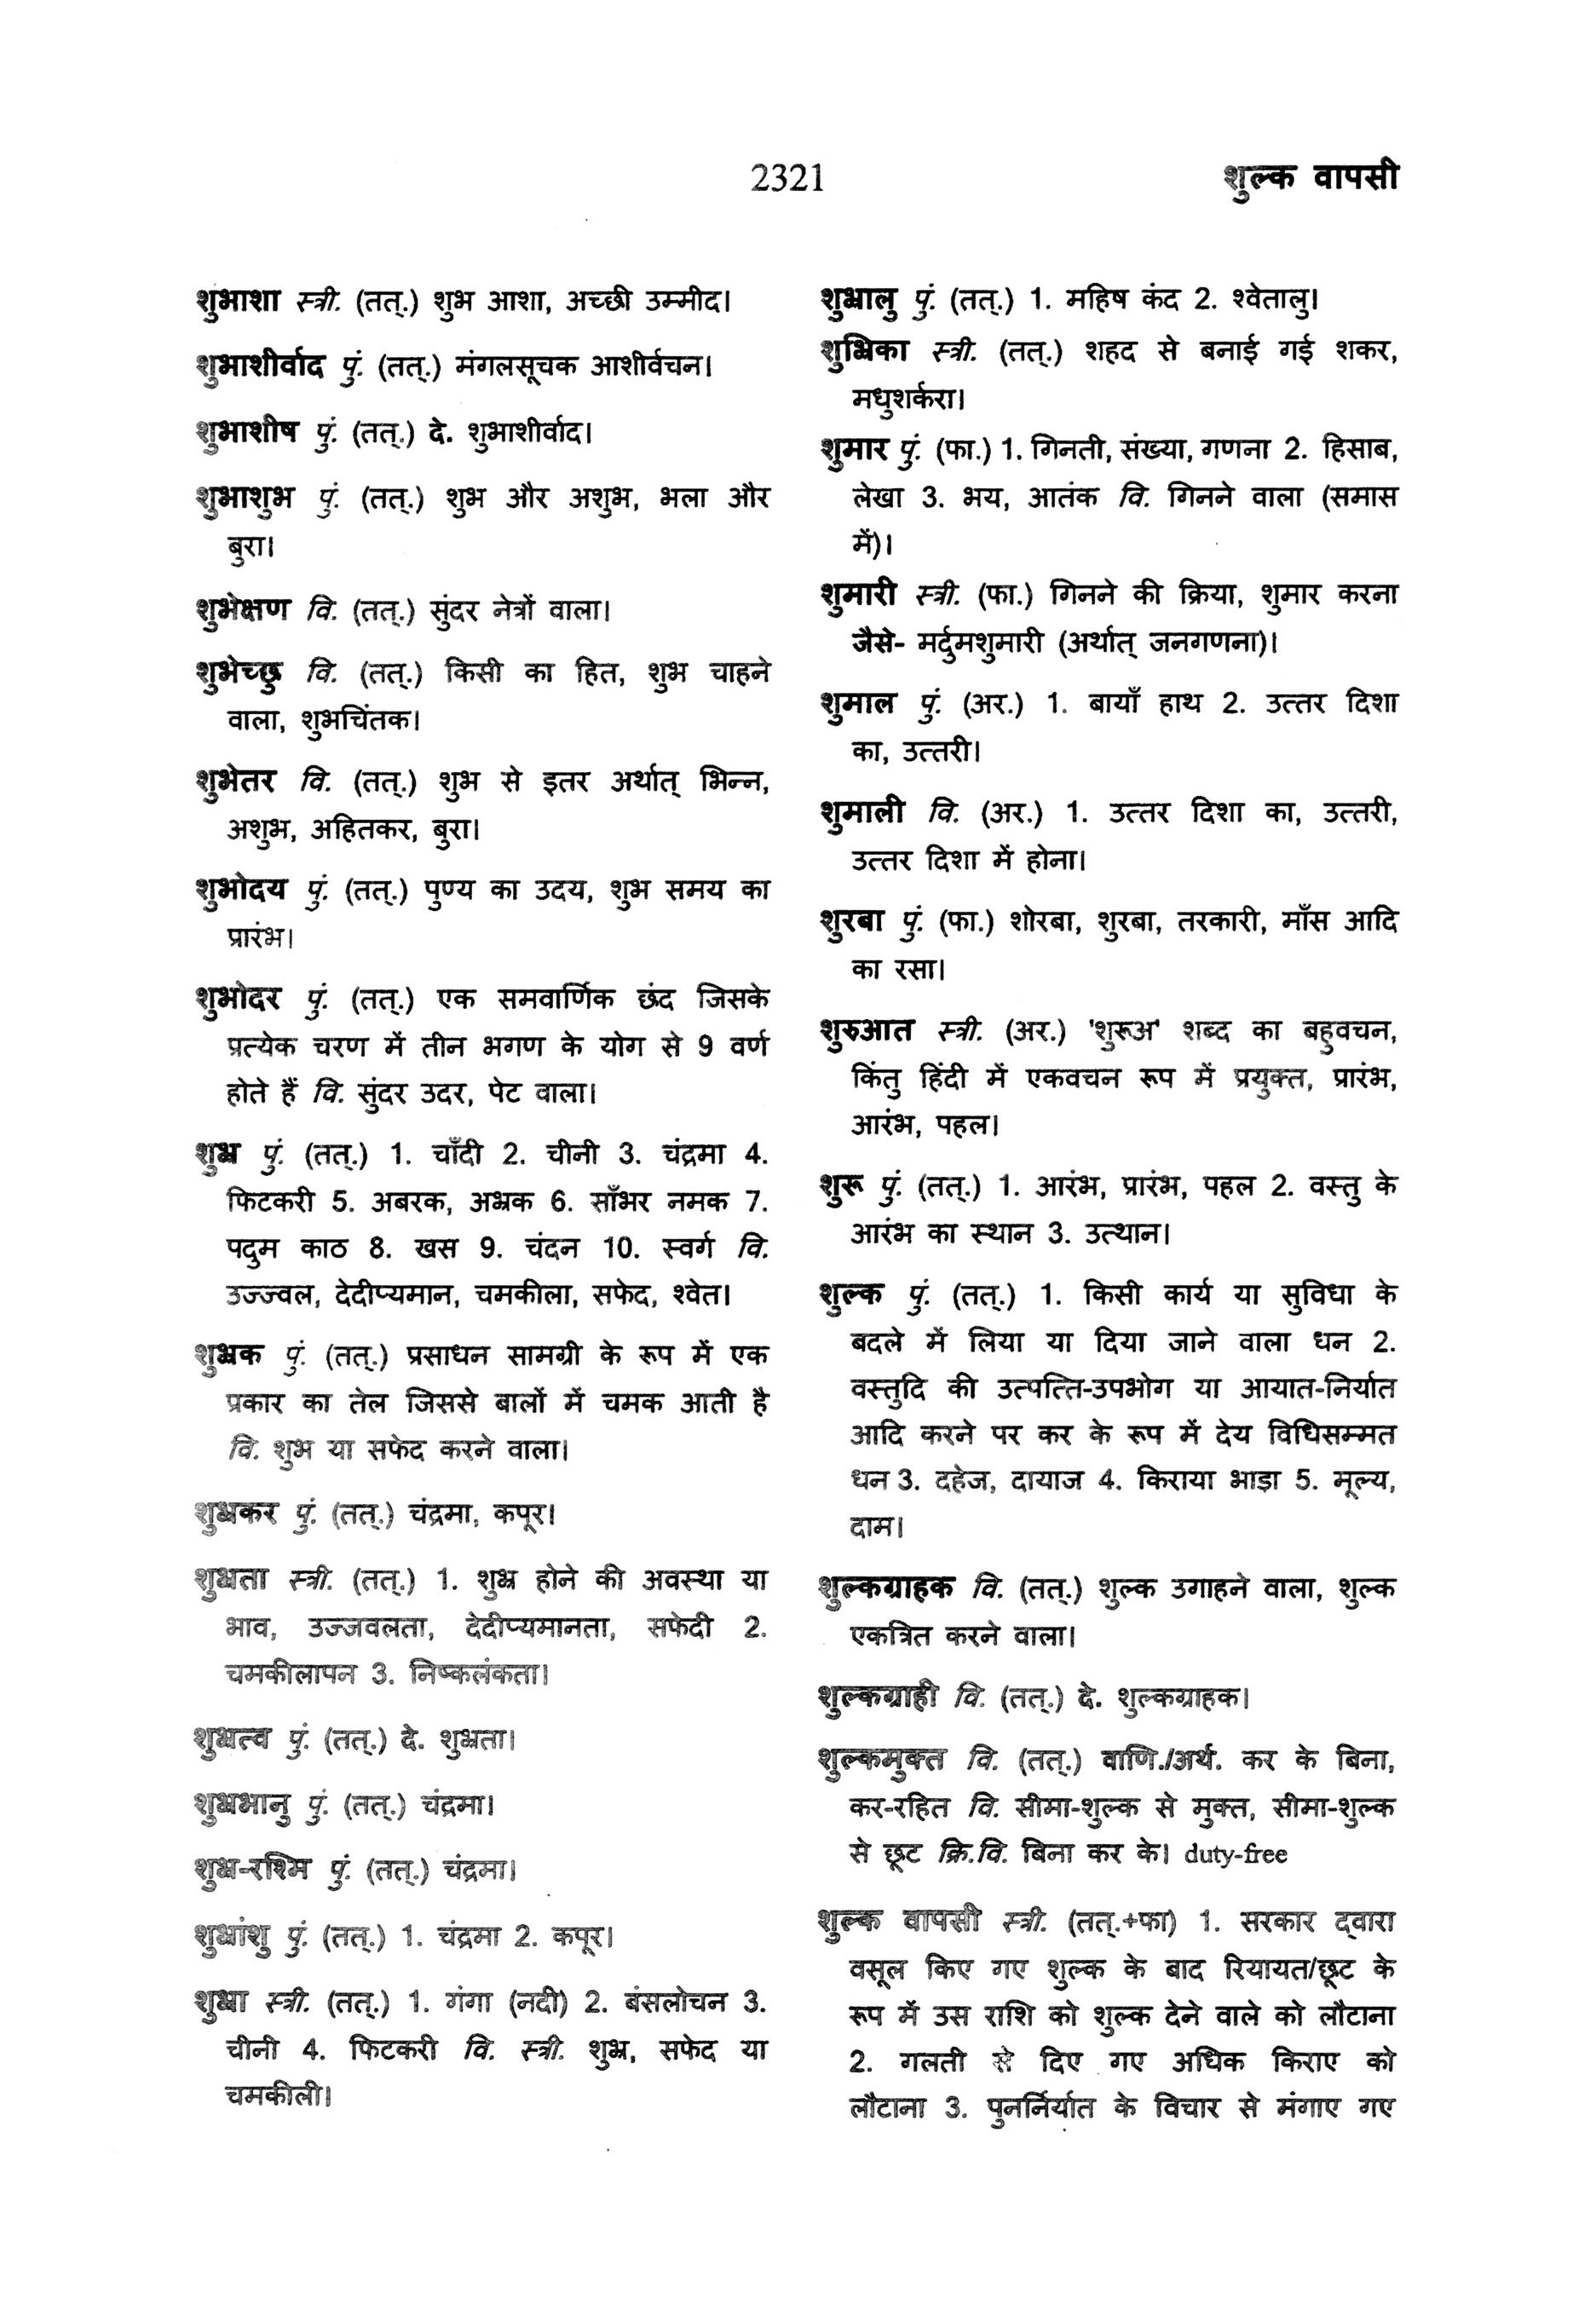 2321
शुल्क वापसी
शुभाशा स्त्री. (तत्.) शुभ आशा, अच्छी उम्मीद।
शुभाशीर्वाद पुं. (तत्.) मंगलसूचक आशीर्वचन।
शुभाशीष पुं. (तत्.) दे. शुभाशीर्वाद।
शुभाशुभ पुं. (तत्.) शुभ और अशुभ, भला और
बुरा।
शुभेक्षण वि. (तत्.) सुंदर नेत्रों वाला।
शुभेच्छु वि. (तत्.) किसी का हित, शुभ चाहने
वाला, शुभचिंतक।
शुभेतर वि. (तत्.) शुभ से इतर अर्थात् भिन्न,
अशुभ, अहितकर, बुरा।
शुभोदय पुं. (तत्.) पुण्य का उदय, शुभ समय का
प्रारंभ।
शुभोदर पुं. (तत्.) एक समवार्णिक छंद जिसके
प्रत्येक चरण में तीन भगण के योग से 9 वर्ण
होते हैं वि. सुंदर उदर, पेट वाला।
शुभ्र पुं. (तत्.) 1. चाँदी 2. चीनी 3. चंद्रमा 4.
फिटकरी 5. अबरक, अभ्रक 6. साँभर नमक 7.
पदुम काठ 8. खस 9. चंदन 10. स्वर्ग वि.
उज्ज्वल, देदीप्यमान, चमकीला, सफेद, श्वेत।
शुभ्रक पुं. (तत्.) प्रसाधन सामग्री के रूप में एक
प्रकार का तेल जिससे बालों में चमक आती है
वि. शुभ या सफेद करने वाला।
शुभ्रकर पुं. (तत्.) चंद्रमा, कपूर।
शुभ्रता स्त्री. (तत्.) 1. शुभ्र होने की अवस्था या
भाव, उज्जवलता, देदीप्यमानता, सफेदी 2.
चमकीलापन 3. निष्कलंकता।
शुभ्रत्व पुं. (तत्.) दे. शुभ्रता।
शुभ्रभानु पुं. (तत्.) चंद्रमा।
शुभ्र-रश्मि पुं. (तत्.) चंद्रमा।
शुभ्रांशु पुं. (तत्.) 1. चंद्रमा 2. कपूर।
शुभ्रा स्त्री. (तत्.) 1. गंगा (नदी) 2. बंसलोचन 3.
चीनी 4. फिटकरी वि. स्त्री. शुभ्र, सफेद या
चमकीली।
शुभ्रालु पुं. (तत्.) 1. महिष कंद 2. श्वेतालु।
शुभ्रिका स्त्री. (तत्.) शहद से बनाई गई शकर,
मधुशर्करा।
शुमार पुं. (फा.) 1. गिनती, संख्या, गणना 2. हिसाब,
लेखा 3. भय, आतंक वि. गिनने वाला (समास
में)।
शुमारी स्त्री. (फा.) गिनने की क्रिया, शुमार करना
जैसे- मर्दुमशुमारी (अर्थात् जनगणना)।
शुमाल पुं. (अर.) 1. बायाँ हाथ 2. उत्तर दिशा
का, उत्तरी।
शुमाली वि. (अर.) 1. उत्तर दिशा का, उत्तरी,
उत्तर दिशा में होना।
शुरबा पुं. (फा.) शोरबा, शुरबा, तरकारी, माँस आदि
का रसा।
शुरुआत स्त्री. (अर.) 'शुरूअ' शब्द का बहुवचन,
किंतु हिंदी में एकवचन रूप में प्रयुक्त, प्रारंभ,
आरंभ, पहल।
शुरू पुं. (तत्.) 1. आरंभ, प्रारंभ, पहल 2. वस्तु के
आरंभ का स्थान 3. उत्थान।
शुल्क पुं. (तत्.) 1. किसी कार्य या सुविधा के
बदले में लिया या दिया जाने वाला धन 2.
वस्तुदि की उत्पत्ति-उपभोग या आयात-निर्यात
आदि करने पर कर के रूप में देय विधिसम्मत
धन 3. दहेज, दायाज 4. किराया भाड़ा 5. मूल्य,
दाम।
शुल्कग्राहक वि. (तत्.) शुल्क उगाहने वाला, शुल्क
एकत्रित करने वाला।
शुल्कग्राही वि. (तत्.) दे. शुल्कग्राहक।
शुल्कमुक्त वि. (तत्.) वाणि./अर्थ. कर के बिना,
कर-रहित वि. सीमा-शुल्क से मुक्त, सीमा-शुल्क
से छूट क्रि.वि. बिना कर के। duty-free
शुल्क वापसी स्त्री. (तत्.+फा) 1. सरकार द्वारा
वसूल किए गए शुल्क के बाद रियायत/छूट के
रूप में उस राशि को शुल्क देने वाले को लौटाना
2. गलती से दिए गए अधिक किराए को
लौटाना 3. पुनर्निर्यात के विचार से मंगाए गए